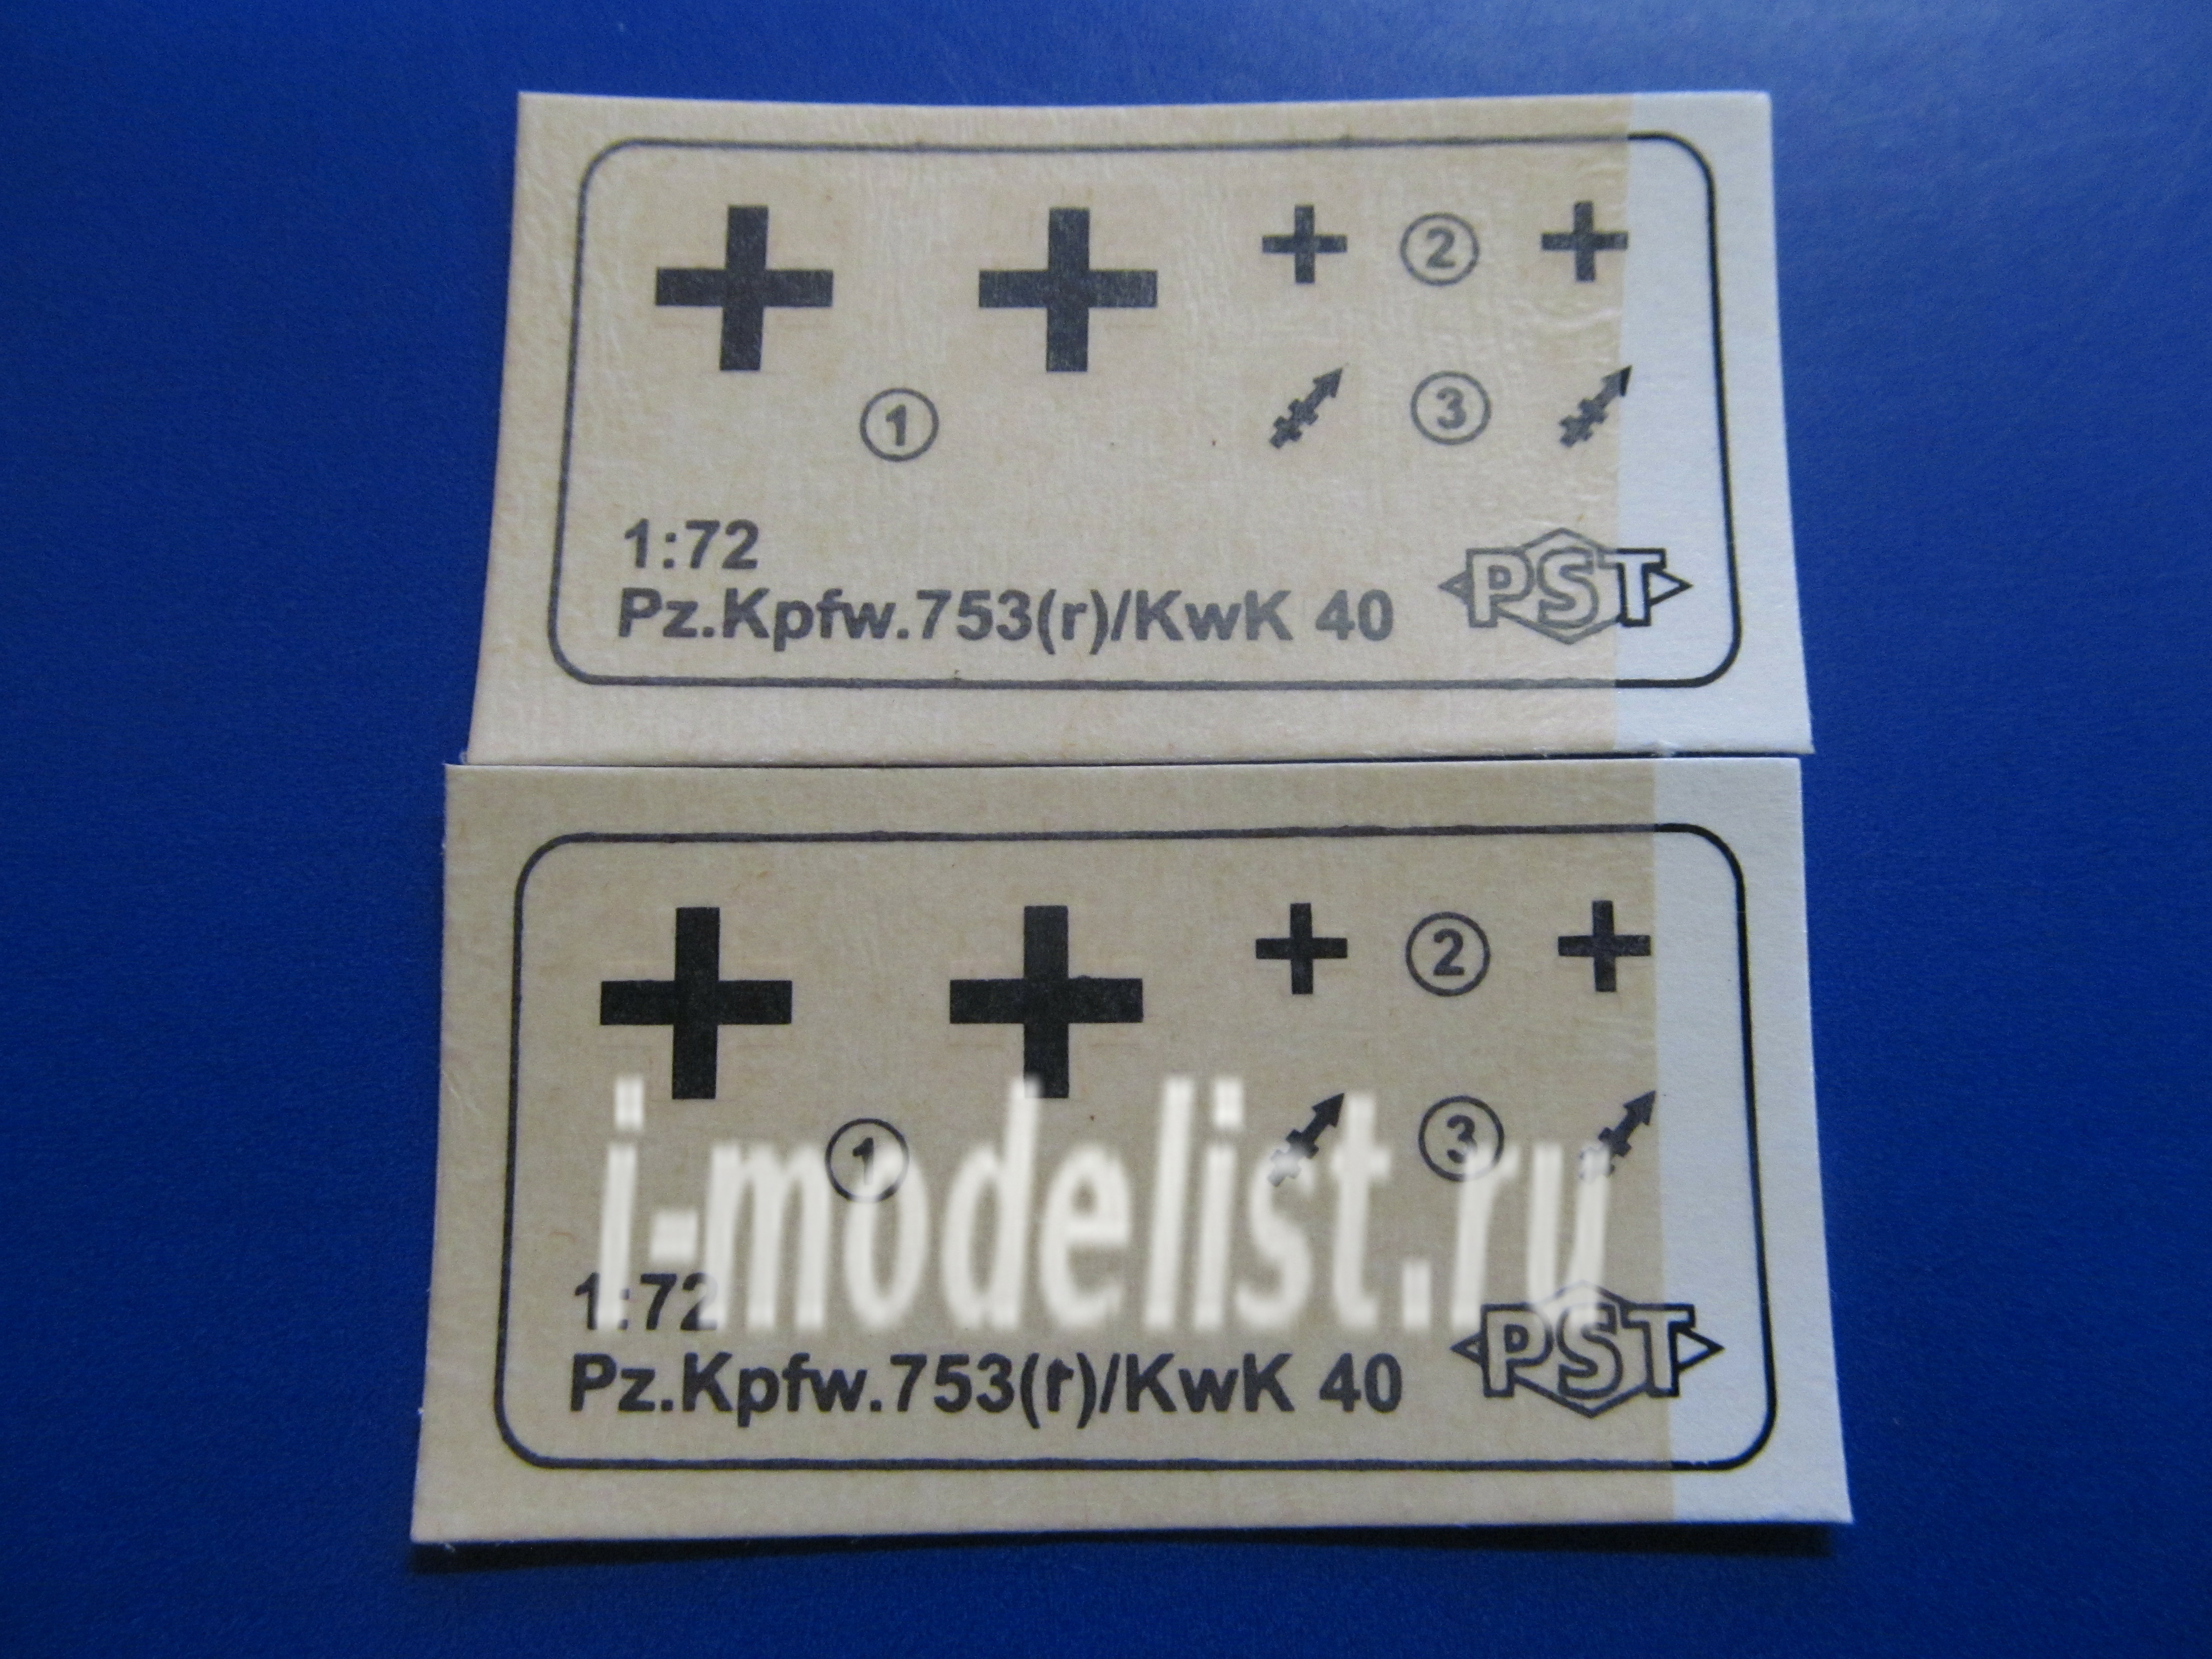 2
3
1
1:72
Pz.Kpfw.753(r)/KwK 40
PST
2
3
1
i-modelist.ru
1:72
Pz.Kpfw.753(r)/KwK 40
PST